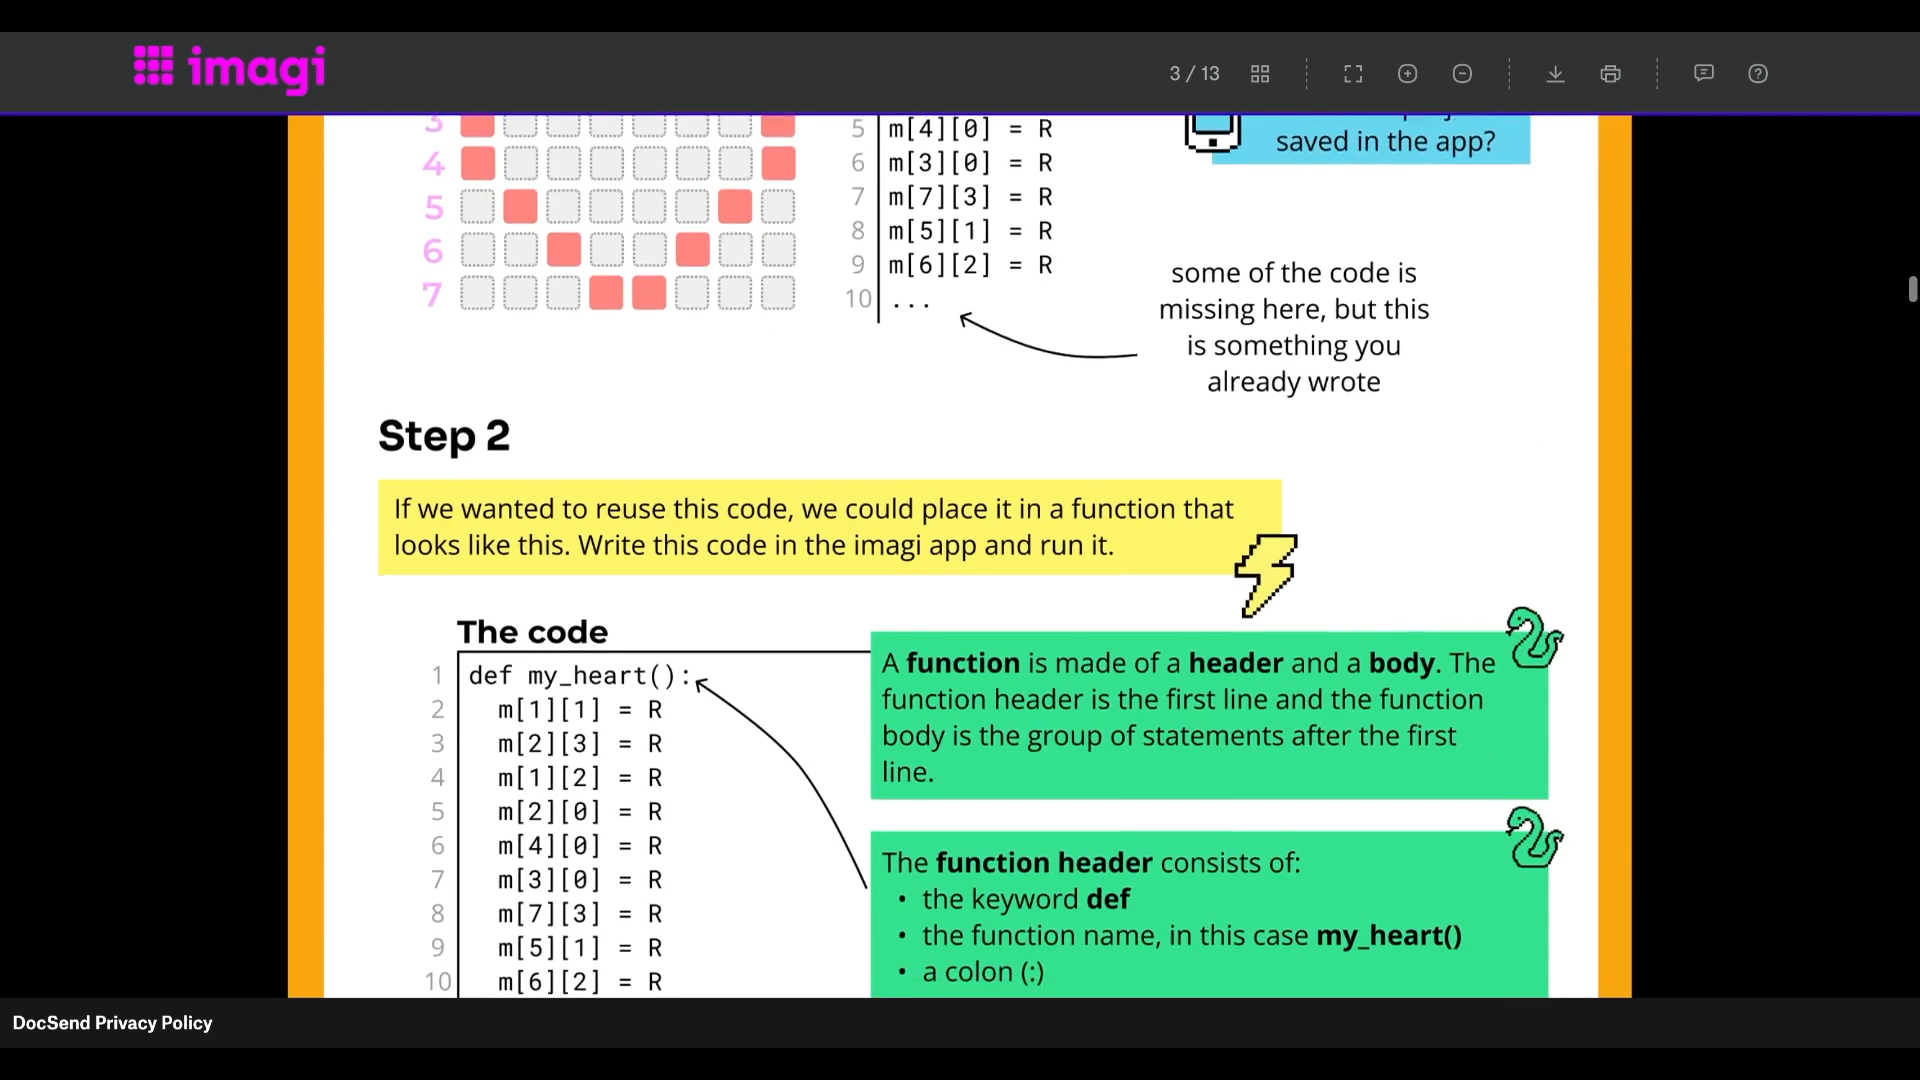 imagi
3 / 13
3
4
5
6
7
5 m[4][0] = R
6 m[3][0] = R
7 m[7][3] = R
8 m[5][1] = R
9 m[6][2] = R
10 ...
saved in the app?
some of the code is
missing here, but this
is something you
already wrote
Step 2
If we wanted to reuse this code, we could place it in a function that
looks like this. Write this code in the imagi app and run it.
The code
1 def my_heart():
2 m[1][1] = R
3 m[2][3] = R
4 m[1][2] = R
5 m[2][0] = R
6 m[4][0] = R
7 m[3][0] = R
8 m[7][3] = R
9 m[5][1] = R
10 m[6][2] = R
A function is made of a header and a body. The
function header is the first line and the function
body is the group of statements after the first
line.
The function header consists of:
• the keyword def
• the function name, in this case my_heart()
• a colon (:)
DocSend Privacy Policy